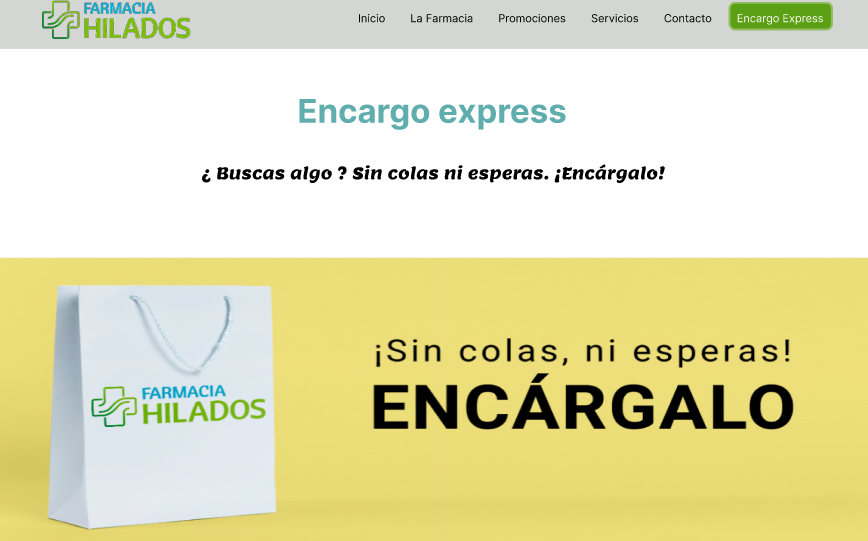 FARMACIA
HILADOS
Inicio La Farmacia Promociones Servicios Contacto Encargo Express
Encargo express
¿ Buscas algo ? Sin colas ni esperas. ¡Encárgalo!
¡Sin colas, ni esperas!
ENCÁRGALO
FARMACIA
HILADOS